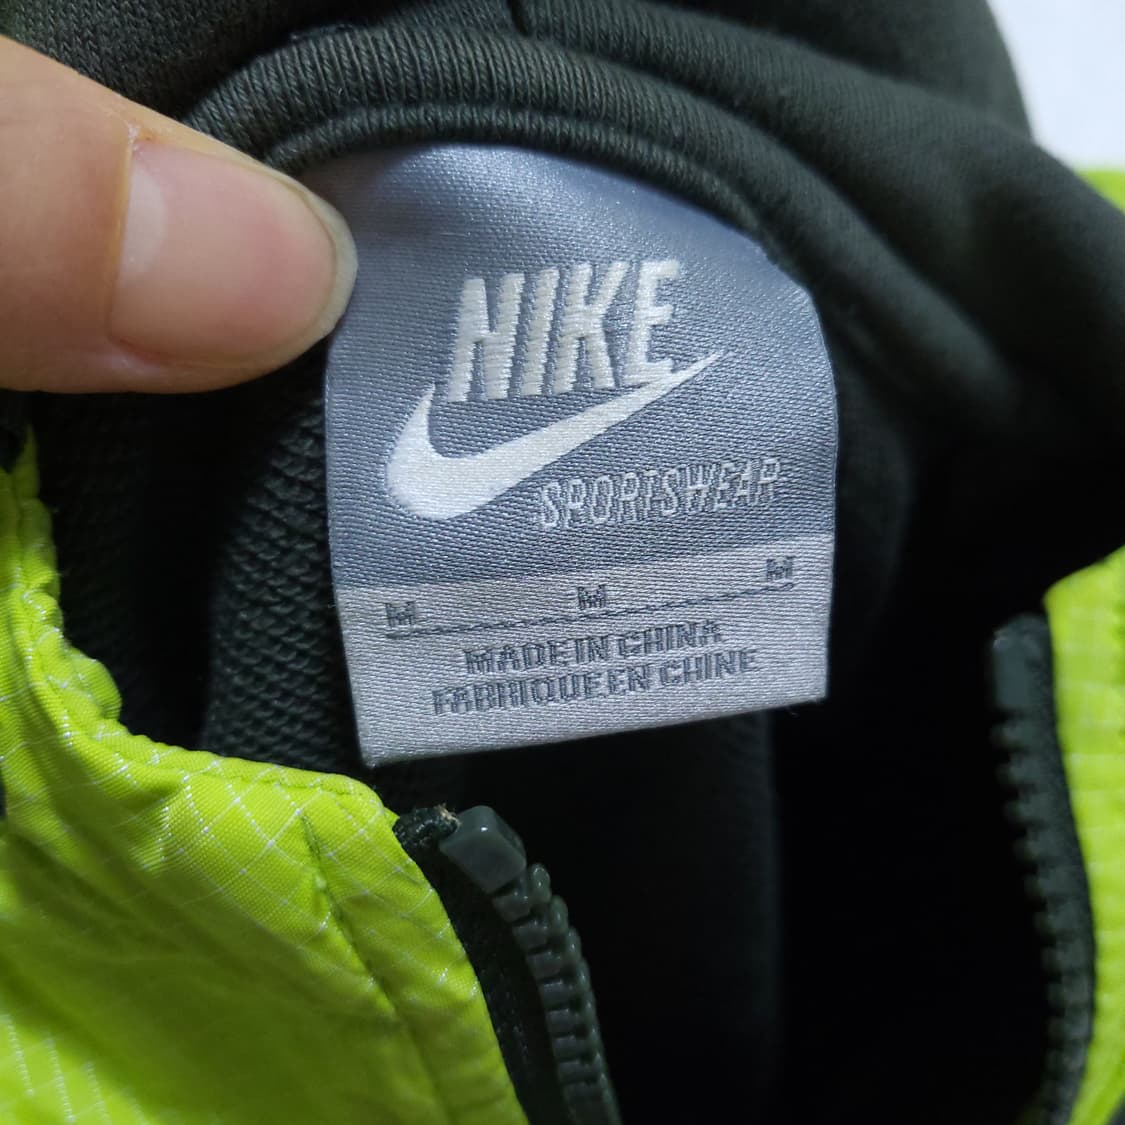 NIKE
SPORTSWEAR
M M M
MADE IN CHINA
FABRIQUE EN CHINE